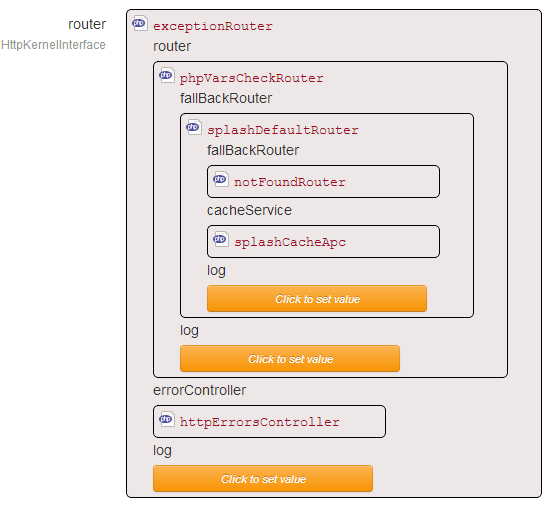 router
HttpKernelInterface
php exceptionRouter
router
php phpVarsCheckRouter
fallBackRouter
php splashDefaultRouter
fallBackRouter
php notFoundRouter
cacheService
php splashCacheApc
log
Click to set value
log
Click to set value
errorController
php httpErrorsController
log
Click to set value